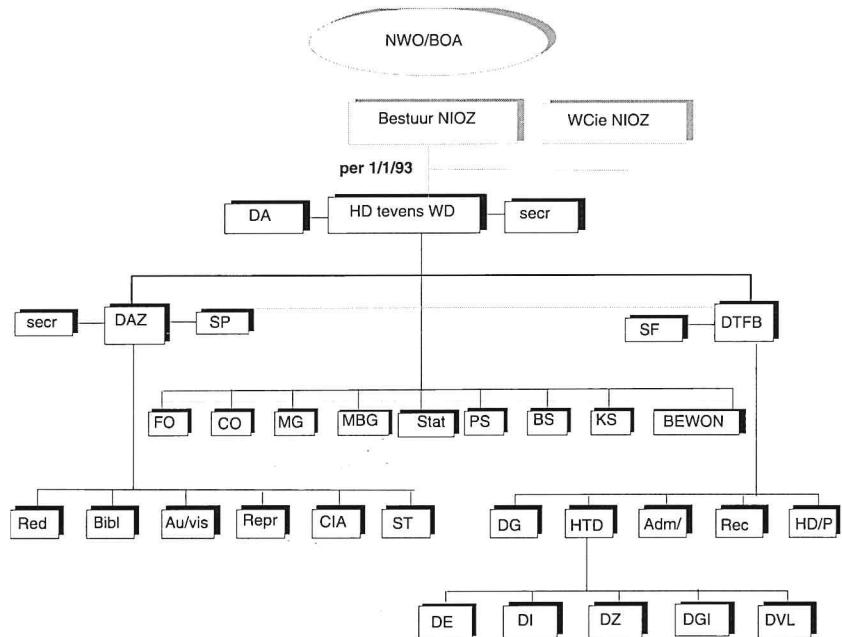 NWO/BOA
Bestuur NIOZ
WCie NIOZ
per 1/1/93
DA
HD tevens WD
secr
secr
DAZ
SP
SF
DTFB
FO
CO
MG
MBG
Stat
PS
BS
KS
BEWON
Red
Bibl
Au/vis
Repr
CIA
ST
DG
HTD
Adm/
Rec
HD/P
DE
DI
DZ
DGI
DVL